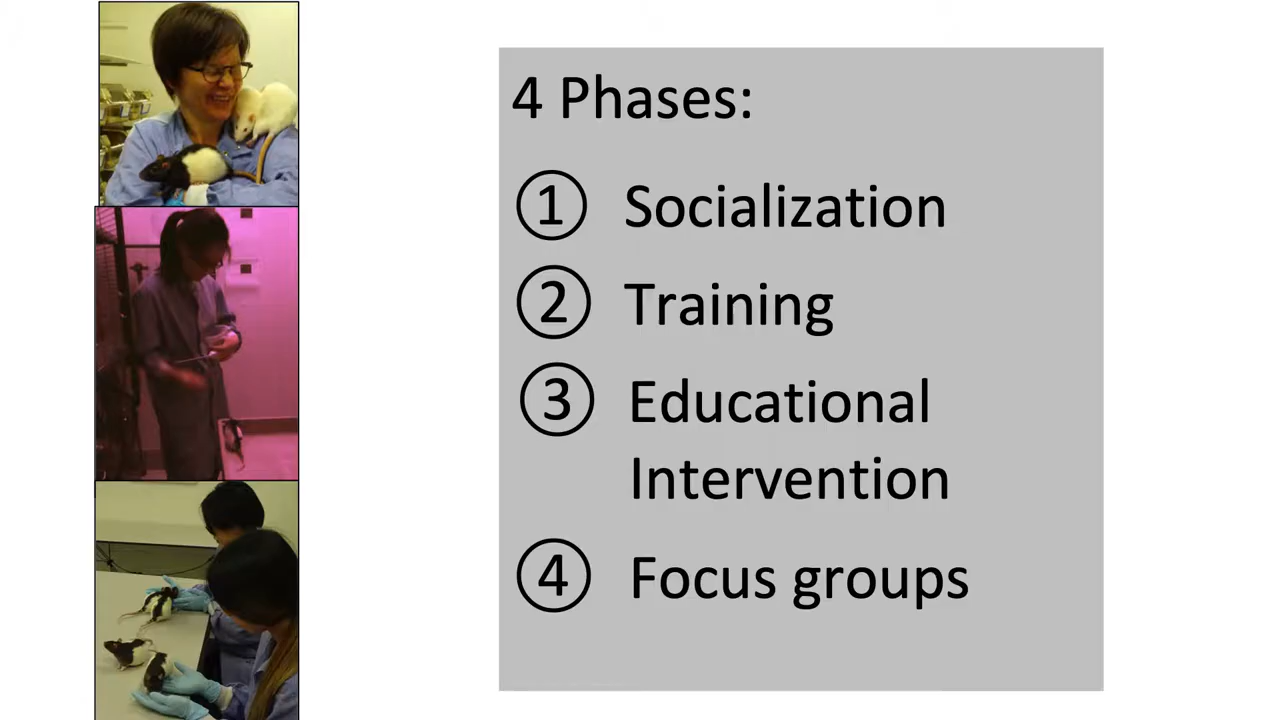 4 Phases:
① Socialization
② Training
③ Educational
Intervention
④ Focus groups